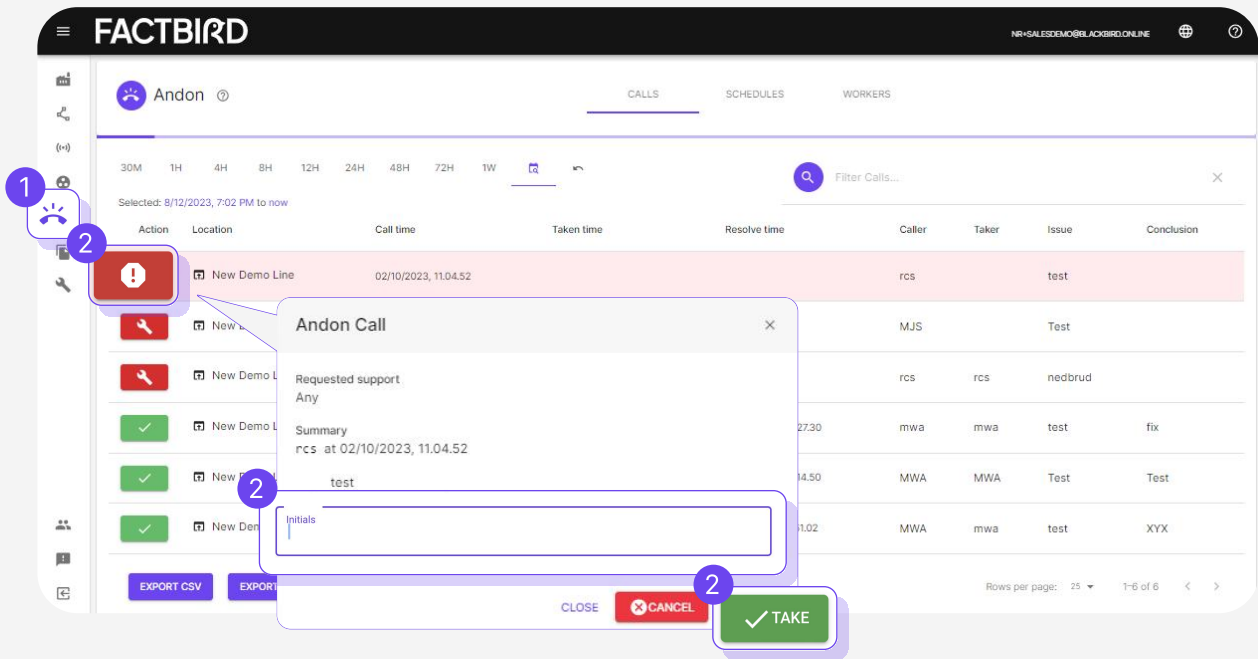 FACTBIRD
NR+SALESDEMO@BLACKBIRD.ONLINE
Andon
CALLS SCHEDULES WORKERS
30M 1H 4H 8H 12H 24H 48H 72H 1W
Filter Calls...
1
Selected: 8/12/2023, 7:02 PM to now
Action Location Call time Taken time Resolve time Caller Taker Issue Conclusion
2
New Demo Line 02/10/2023, 11.04.52 rcs test
Andon Call
New MJS Test
New Demo L rcs rcs nedbrud
Requested support
Any
New Demo L 27.30 mwa mwa test fix
Summary
rcs at 02/10/2023, 11.04.52
New 14.50 MWA MWA Test Test
test
2
Initials
New Den 1.02 MWA mwa test XYX
EXPORT CSV EXPORT
Rows per page: 25 1-6 of 6
2
CLOSE CANCEL TAKE